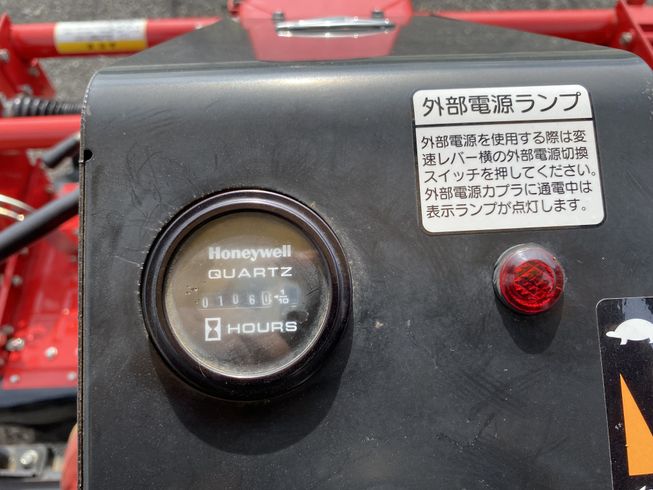 外部電源ランプ
外部電源を使用する際は変
速レバー横の外部電源切換
スイッチを押してください。
外部電源カプラに通電中は
表示ランプが点灯します。
Honeywell
QUARTZ
01060 1/10
HOURS